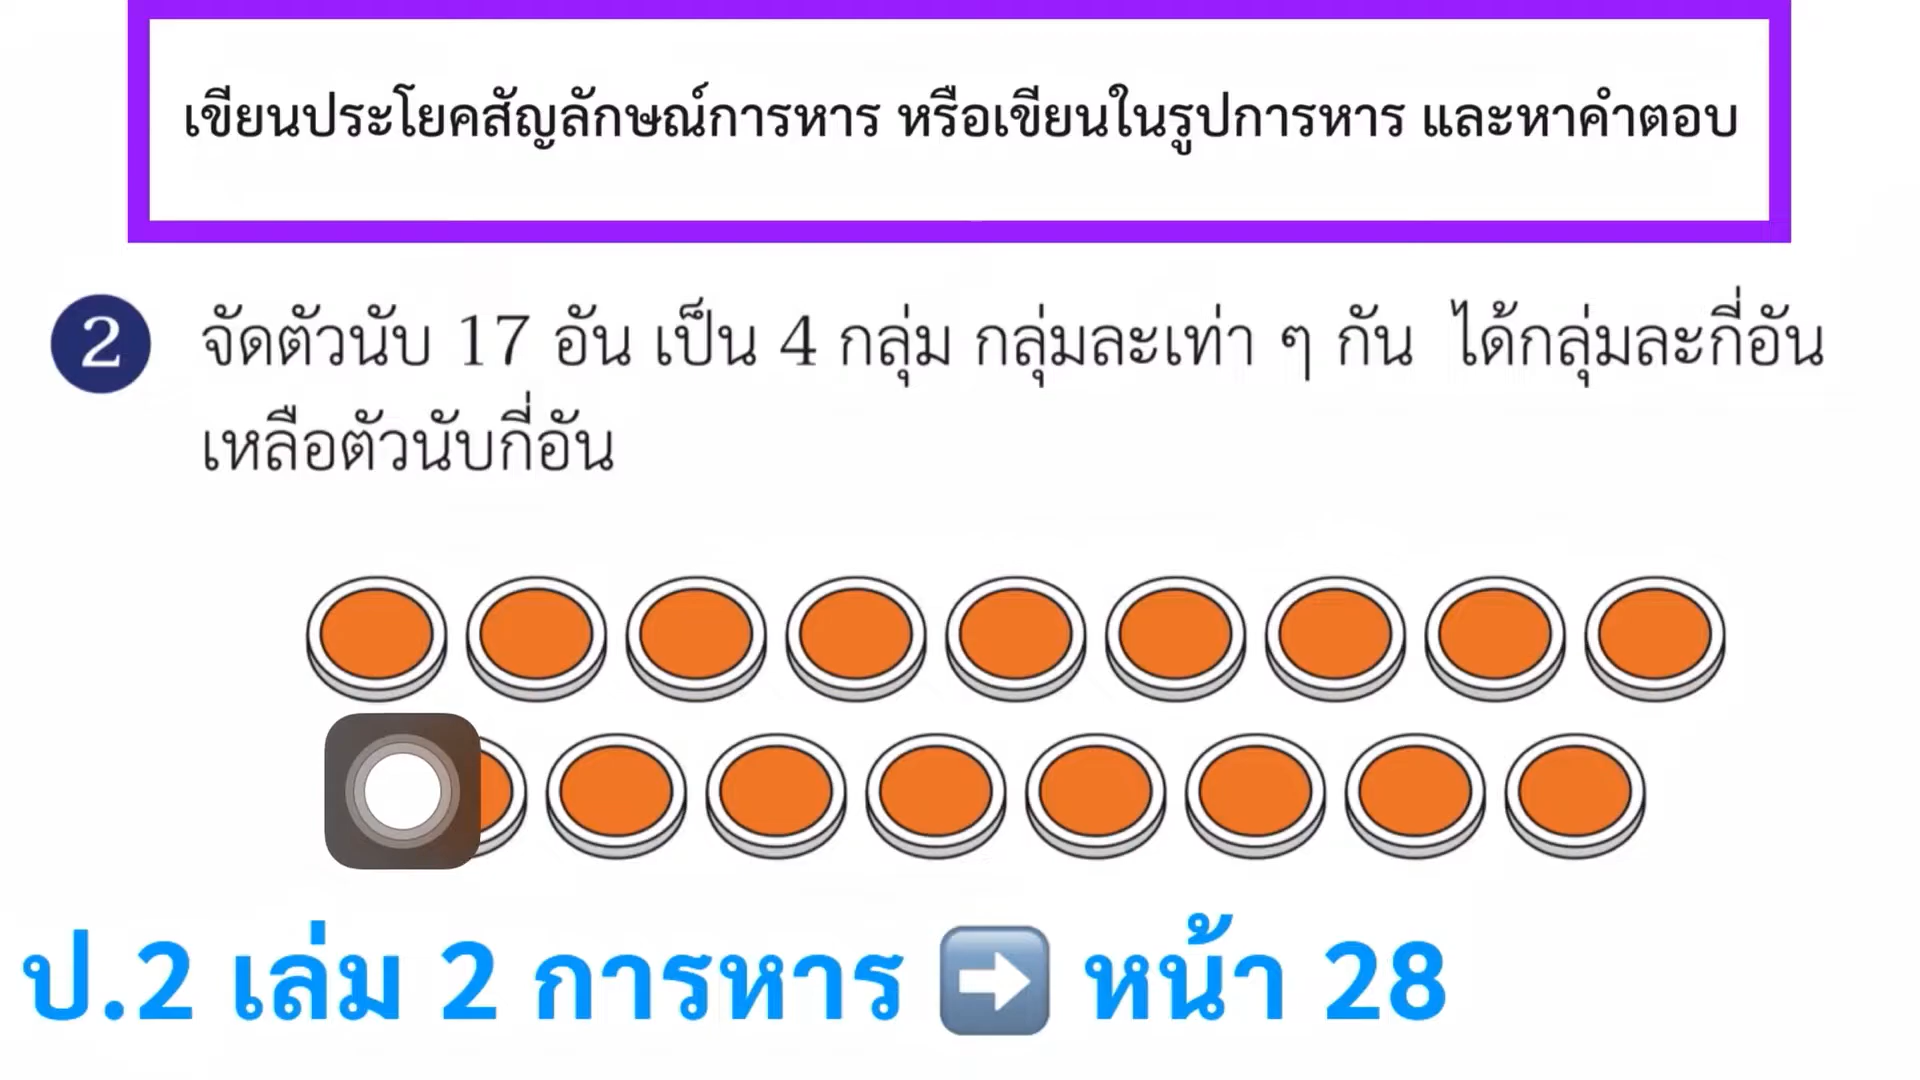 เขียนประโยคสัญลักษณ์การหาร หรือเขียนในรูปการหาร และหาคำตอบ
2 จัดตัวนับ 17 อัน เป็น 4 กลุ่ม กลุ่มละเท่า ๆ กัน ได้กลุ่มละกี่อัน
เหลือตัวนับกี่อัน
ป.2 เล่ม 2 การหาร ➡ หน้า 28